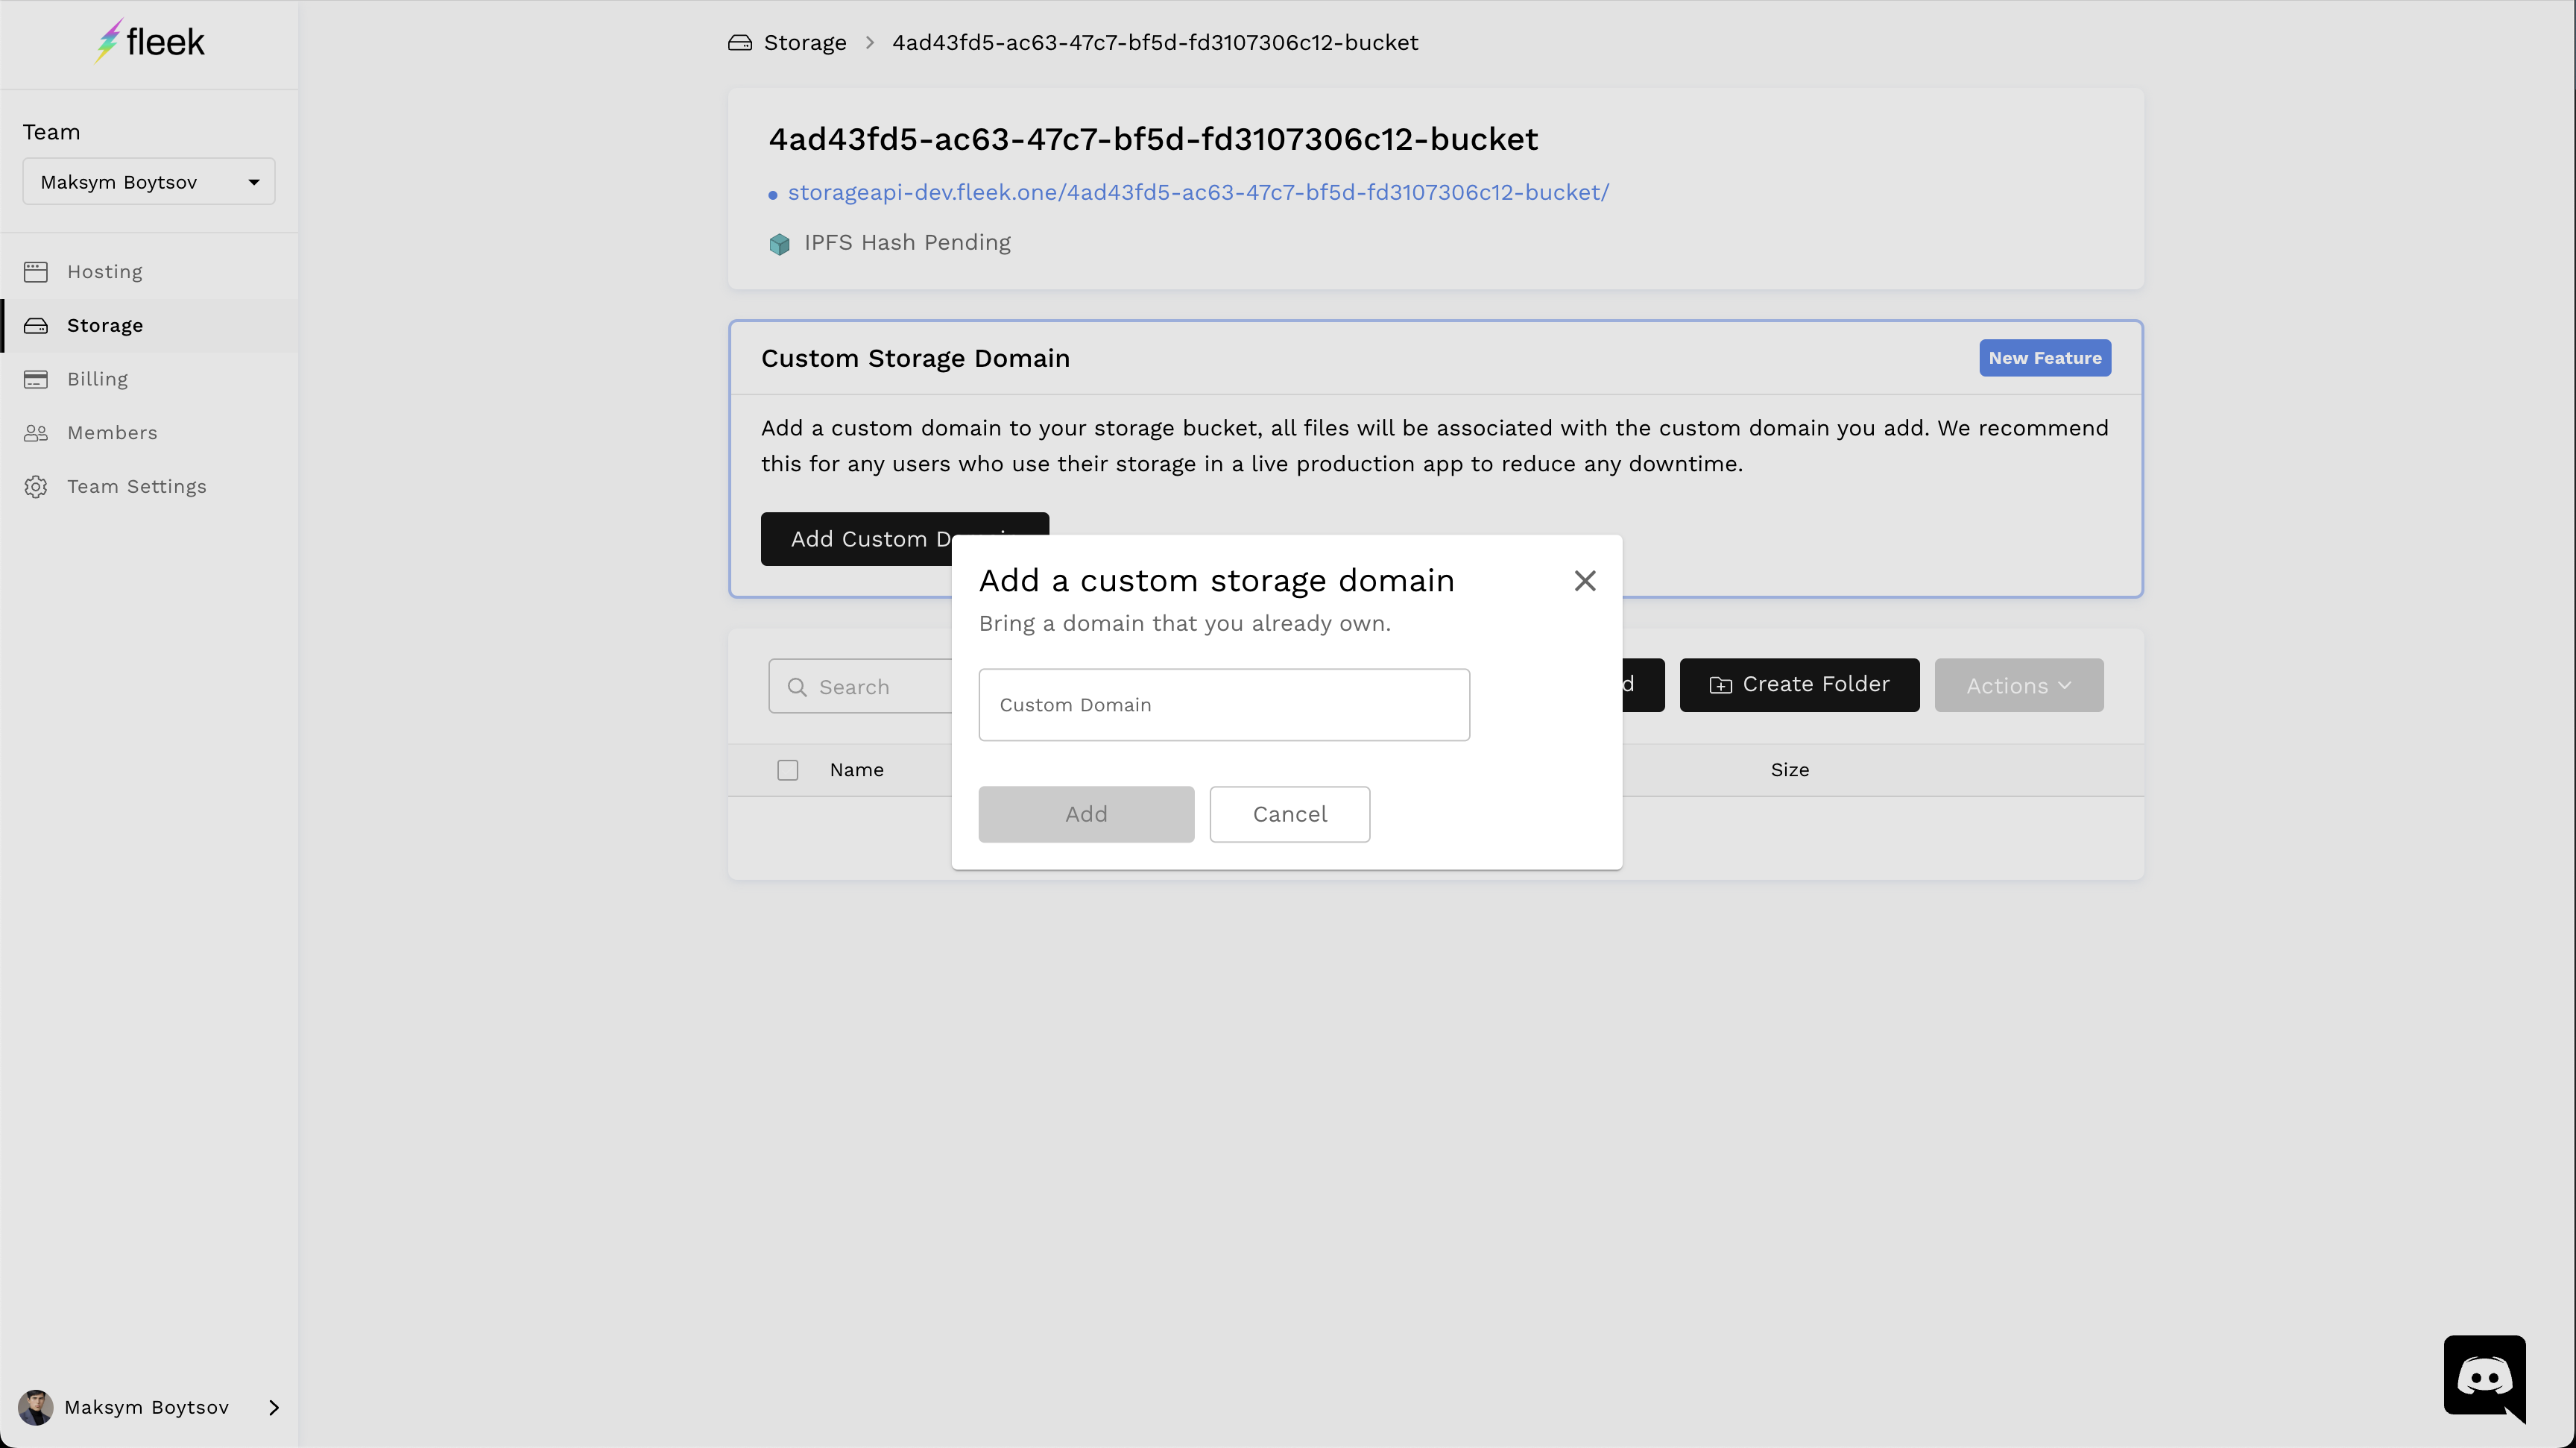 fleek
Team
Maksym Boytsov
Hosting
Storage
Billing
Members
Team Settings
Maksym Boytsov
Storage > 4ad43fd5-ac63-47c7-bf5d-fd3107306c12-bucket
4ad43fd5-ac63-47c7-bf5d-fd3107306c12-bucket
storageapi-dev.fleek.one/4ad43fd5-ac63-47c7-bf5d-fd3107306c12-bucket/
IPFS Hash Pending
Custom Storage Domain
New Feature
Add a custom domain to your storage bucket, all files will be associated with the custom domain you add. We recommend
this for any users who use their storage in a live production app to reduce any downtime.
Add Custom
Add a custom storage domain
Bring a domain that you already own.
Custom Domain
Add
Cancel
Search
Create Folder
Actions
Name
Size